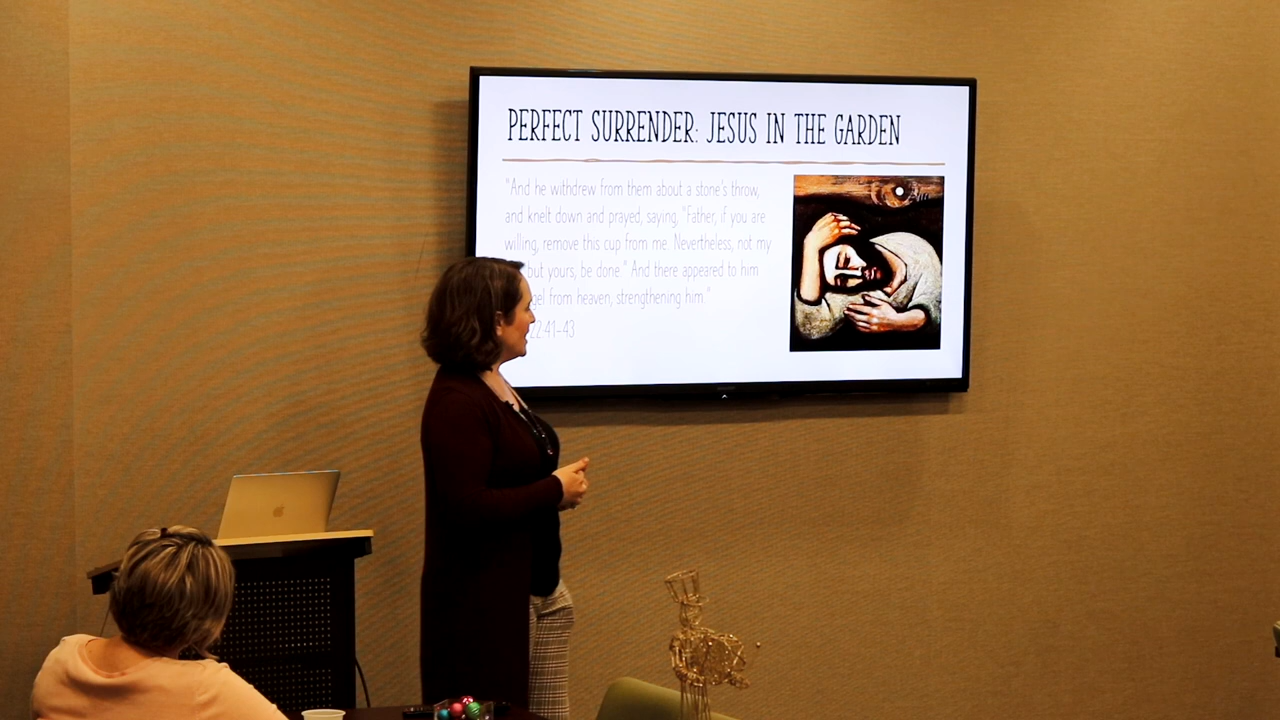 PERFECT SURRENDER: JESUS IN THE GARDEN
"And he withdrew from them about a stone's throw,
and knelt down and prayed, saying, "Father, if you are
willing, remove this cup from me. Nevertheless, not my
but yours, be done." And there appeared to him
gel from heaven, strengthening him."
22:41-43